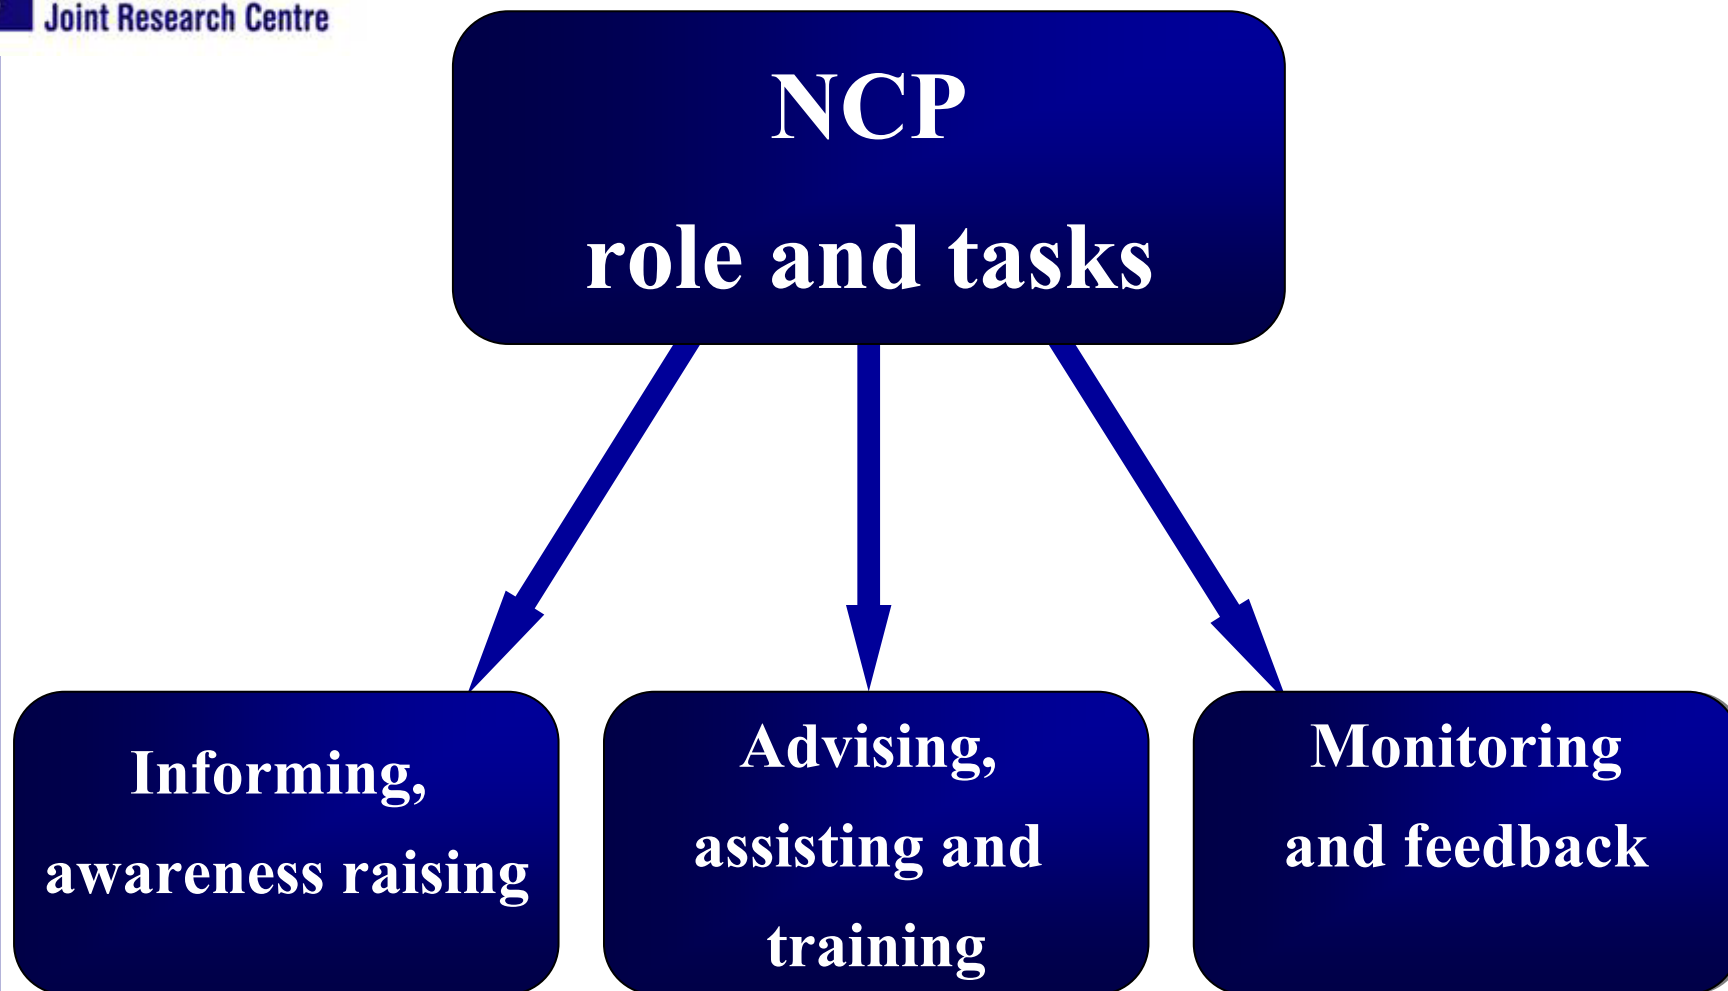 Joint Research Centre
NCP
role and tasks
Informing,
awareness raising
Advising,
assisting and
training
Monitoring
and feedback